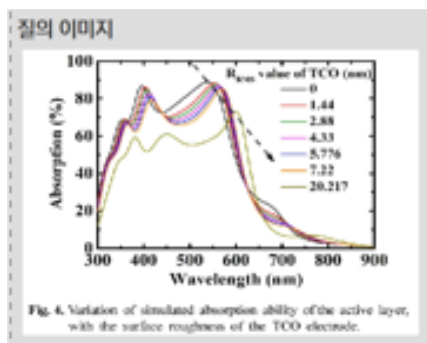 질의 이미지
R_RMS value of TCO (nm)
0
1.44
2.88
4.33
5.776
7.22
20.217
Absorption (%)
100
80
60
40
20
0
300 400 500 600 700 800 900
Wavelength (nm)
Fig. 4. Variation of simulated absorption ability of the active layer,
with the surface roughness of the TCO electrode.